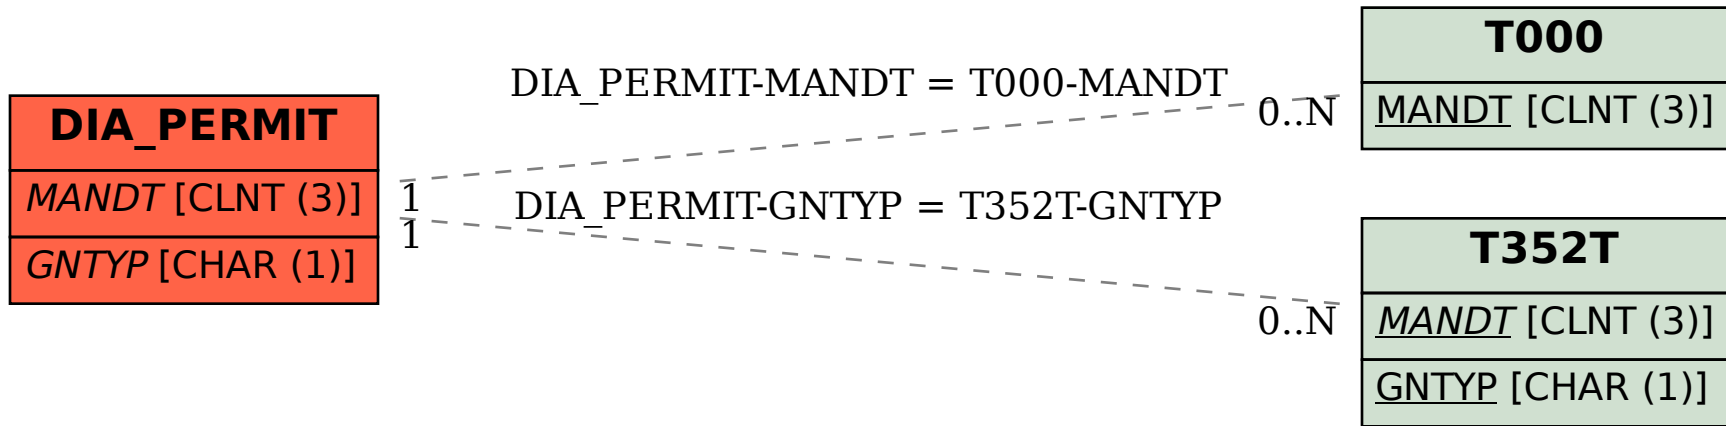 DIA_PERMIT
MANDT [CLNT (3)]
GNTYP [CHAR (1)]
DIA_PERMIT-MANDT = T000-MANDT
1
0..N
DIA_PERMIT-GNTYP = T352T-GNTYP
1
0..N
T000
MANDT [CLNT (3)]
T352T
MANDT [CLNT (3)]
GNTYP [CHAR (1)]